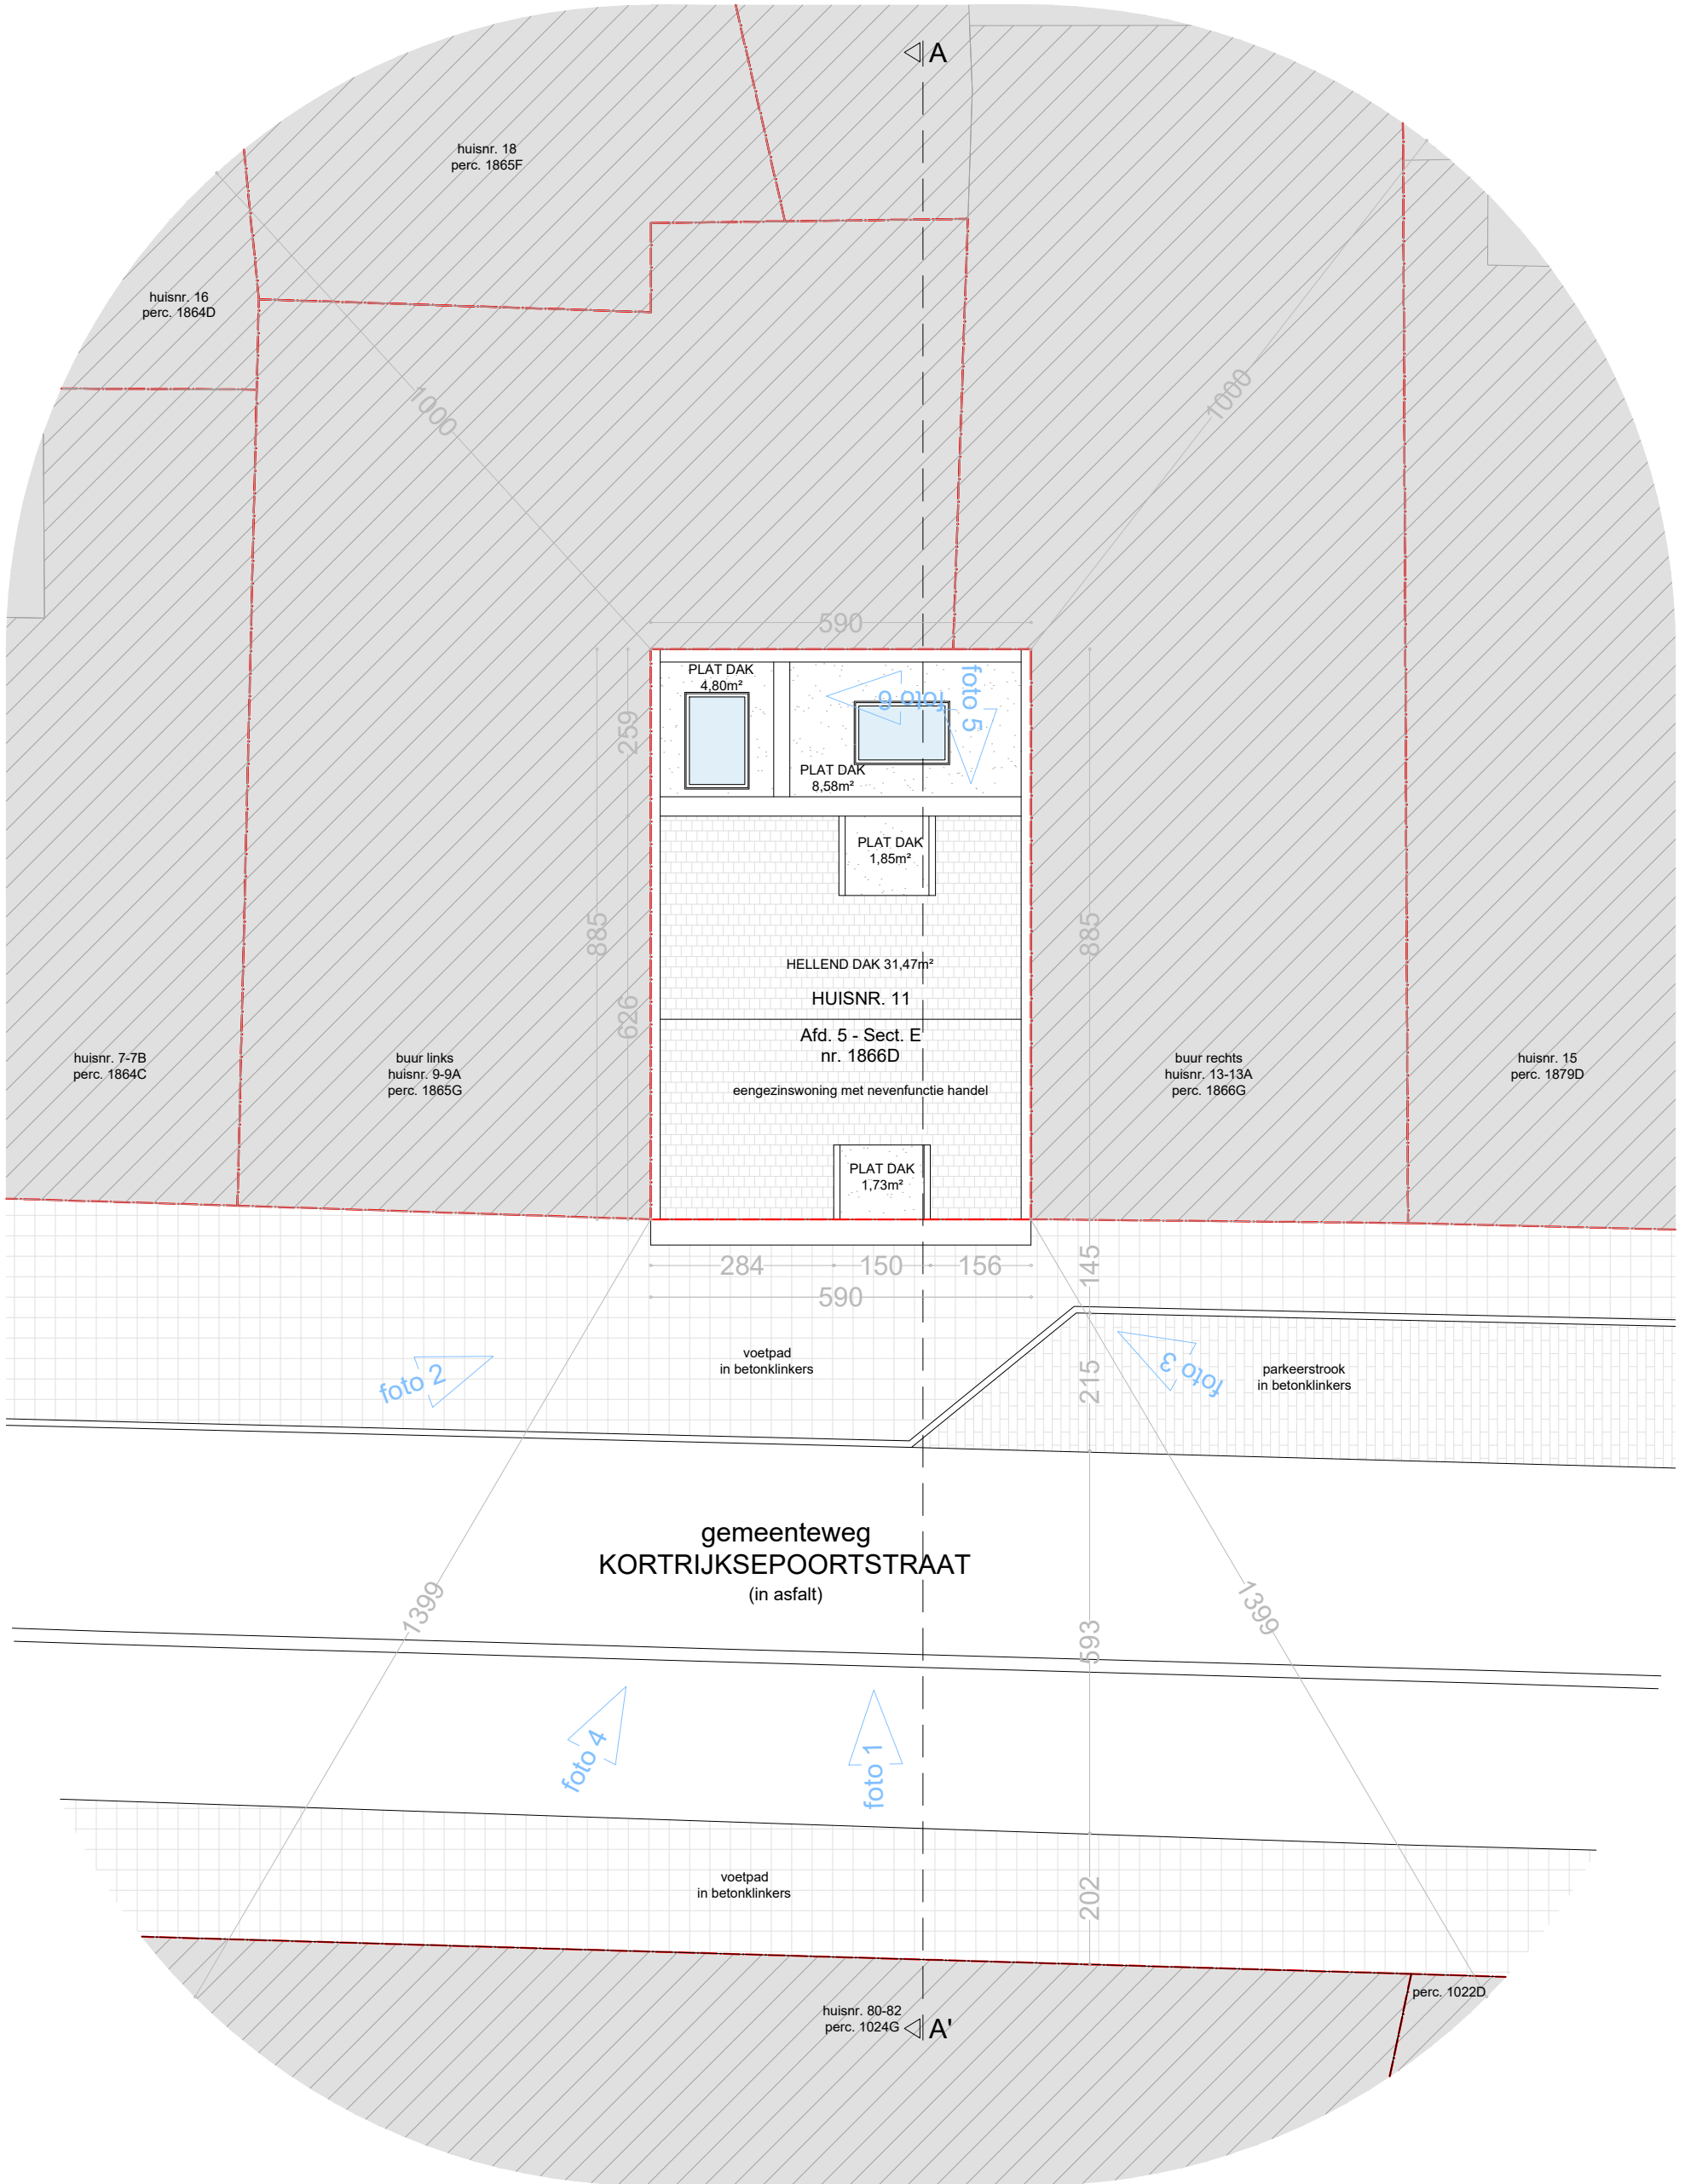 A
huisnr. 18
perc. 1865F
huisnr. 16
perc. 1864D
1000
1000
590
PLAT DAK
4,80m²
foto 6
foto 5
259
PLAT DAK
8,58m²
PLAT DAK
1,85m²
885
885
HELLEND DAK 31,47m²
HUISNR. 11
626
Afd. 5 - Sect. E
nr. 1866D
huisnr. 7-7B
perc. 1864C
buur links
huisnr. 9-9A
perc. 1865G
eengezinswoning met nevenfunctie handel
buur rechts
huisnr. 13-13A
perc. 1866G
huisnr. 15
perc. 1879D
PLAT DAK
1,73m²
284
150
156
145
590
voetpad
in betonklinkers
foto 2
215
foto 3
parkeerstrook
in betonklinkers
gemeenteweg
KORTRIJKSEPOORTSTRAAT
(in asfalt)
1399
1399
593
foto 4
foto 1
voetpad
in betonklinkers
202
perc. 1022D
huisnr. 80-82
perc. 1024G
A'